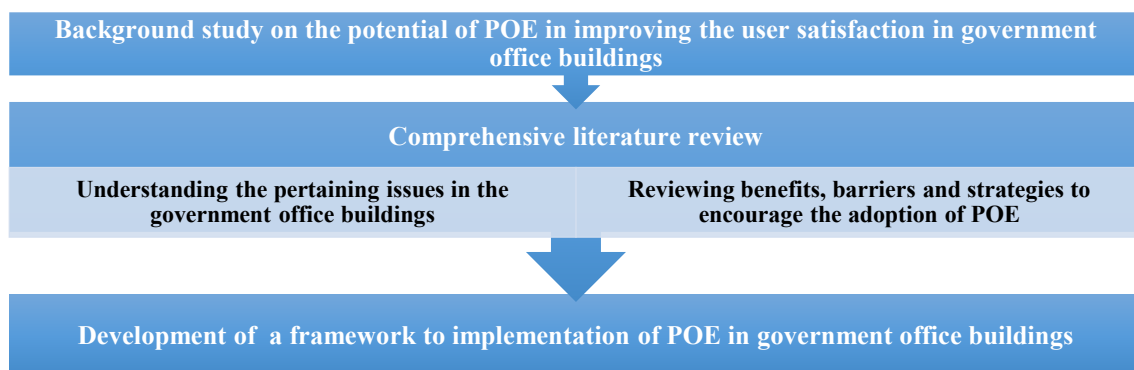 Background study on the potential of POE in improving the user satisfaction in government
office buildings
Comprehensive literature review
Understanding the pertaining issues in the
government office buildings
Reviewing benefits, barriers and strategies to
encourage the adoption of POE
Development of a framework to implementation of POE in government office buildings